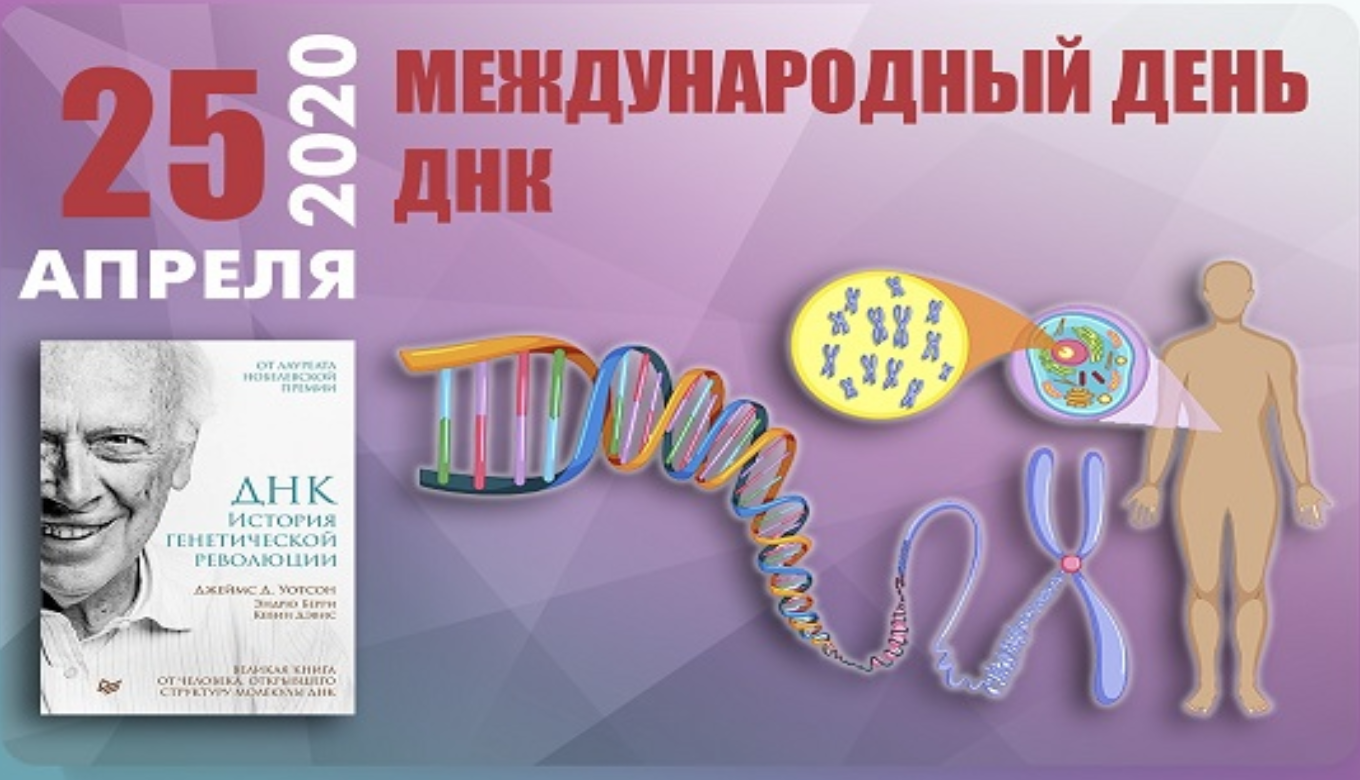 25
2020
АПРЕЛЯ
МЕЖДУНАРОДНЫЙ ДЕНЬ
ДНК
ОТ ЛАУРЕАТА
НОБЕЛЕВСКОЙ
ПРЕМИИ
ДНК
ИСТОРИЯ
ГЕНЕТИЧЕСКОЙ
РЕВОЛЮЦИИ
ДЖЕЙМС Д. УОТСОН
ЭНДРЮ БЕРРИ
КЕВИН ДЭВИС
ВЕЛИКАЯ КНИГА
ОТ ЧЕЛОВЕКА, ОТКРЫВШЕГО
СТРУКТУРУ МОЛЕКУЛЫ ДНК